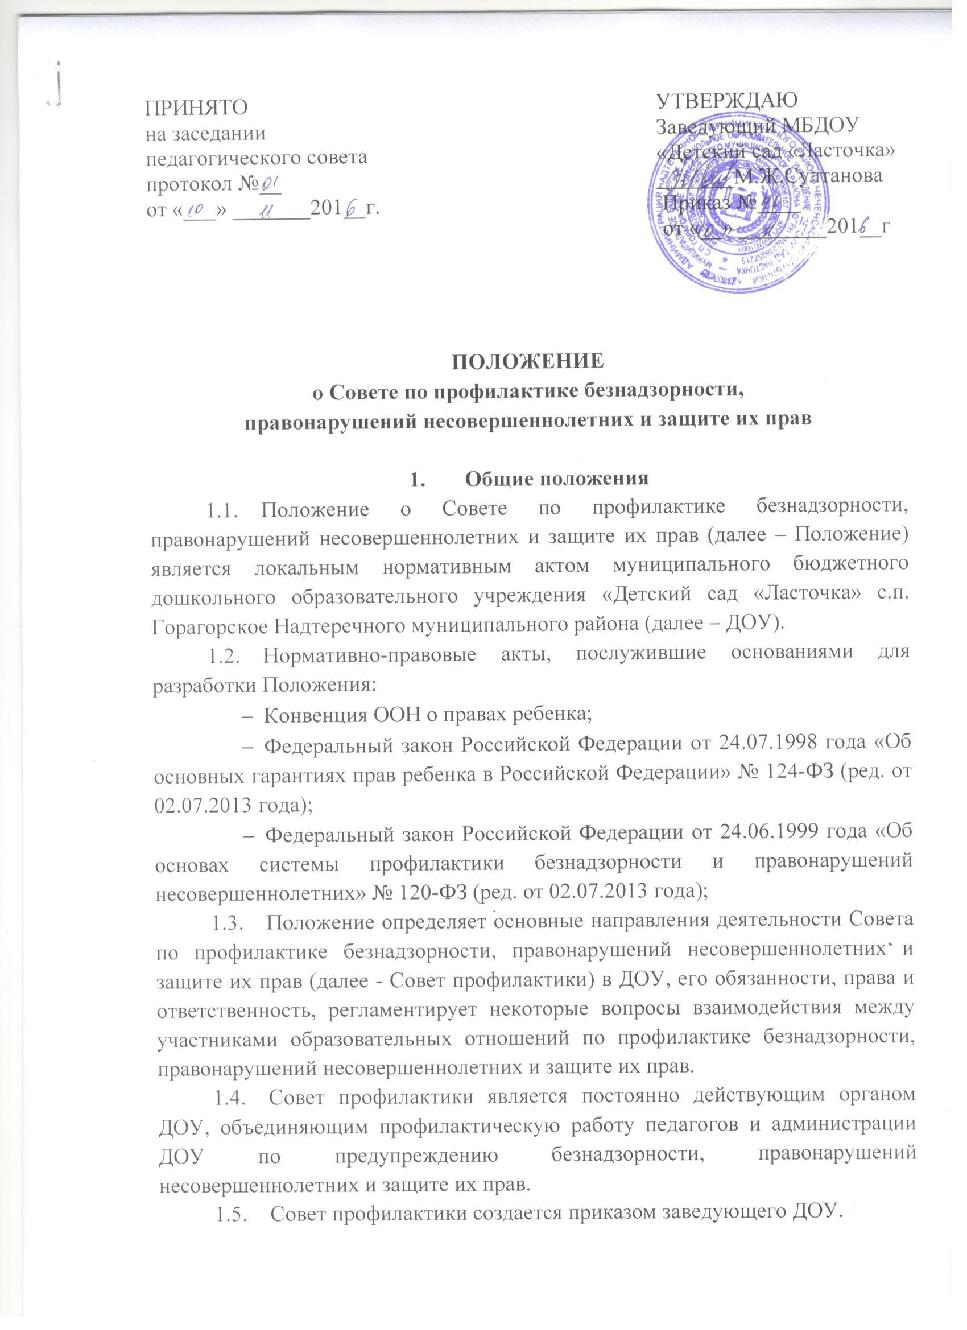 ПРИНЯТО
на заседании
педагогического совета
протокол № 01
от « 10 » 11 2016 г.
УТВЕРЖДАЮ
Заведующий МБДОУ
«Детский сад «Ласточка»
М.Ж.Султанова
Приказ №
от « » 2016 г
ПОЛОЖЕНИЕ
о Совете по профилактике безнадзорности,
правонарушений несовершеннолетних и защите их прав
1. Общие положения
1.1. Положение о Совете по профилактике безнадзорности,
правонарушений несовершеннолетних и защите их прав (далее – Положение)
является локальным нормативным актом муниципального бюджетного
дошкольного образовательного учреждения «Детский сад «Ласточка» с.п.
Горагорское Надтеречного муниципального района (далее – ДОУ).
1.2. Нормативно-правовые акты, послужившие основаниями для
разработки Положения:
– Конвенция ООН о правах ребенка;
– Федеральный закон Российской Федерации от 24.07.1998 года «Об
основных гарантиях прав ребенка в Российской Федерации» № 124-ФЗ (ред. от
02.07.2013 года);
– Федеральный закон Российской Федерации от 24.06.1999 года «Об
основах системы профилактики безнадзорности и правонарушений
несовершеннолетних» № 120-ФЗ (ред. от 02.07.2013 года);
1.3. Положение определяет основные направления деятельности Совета
по профилактике безнадзорности, правонарушений несовершеннолетних и
защите их прав (далее - Совет профилактики) в ДОУ, его обязанности, права и
ответственность, регламентирует некоторые вопросы взаимодействия между
участниками образовательных отношений по профилактике безнадзорности,
правонарушений несовершеннолетних и защите их прав.
1.4. Совет профилактики является постоянно действующим органом
ДОУ, объединяющим профилактическую работу педагогов и администрации
ДОУ по предупреждению безнадзорности, правонарушений
несовершеннолетних и защите их прав.
1.5. Совет профилактики создается приказом заведующего ДОУ.